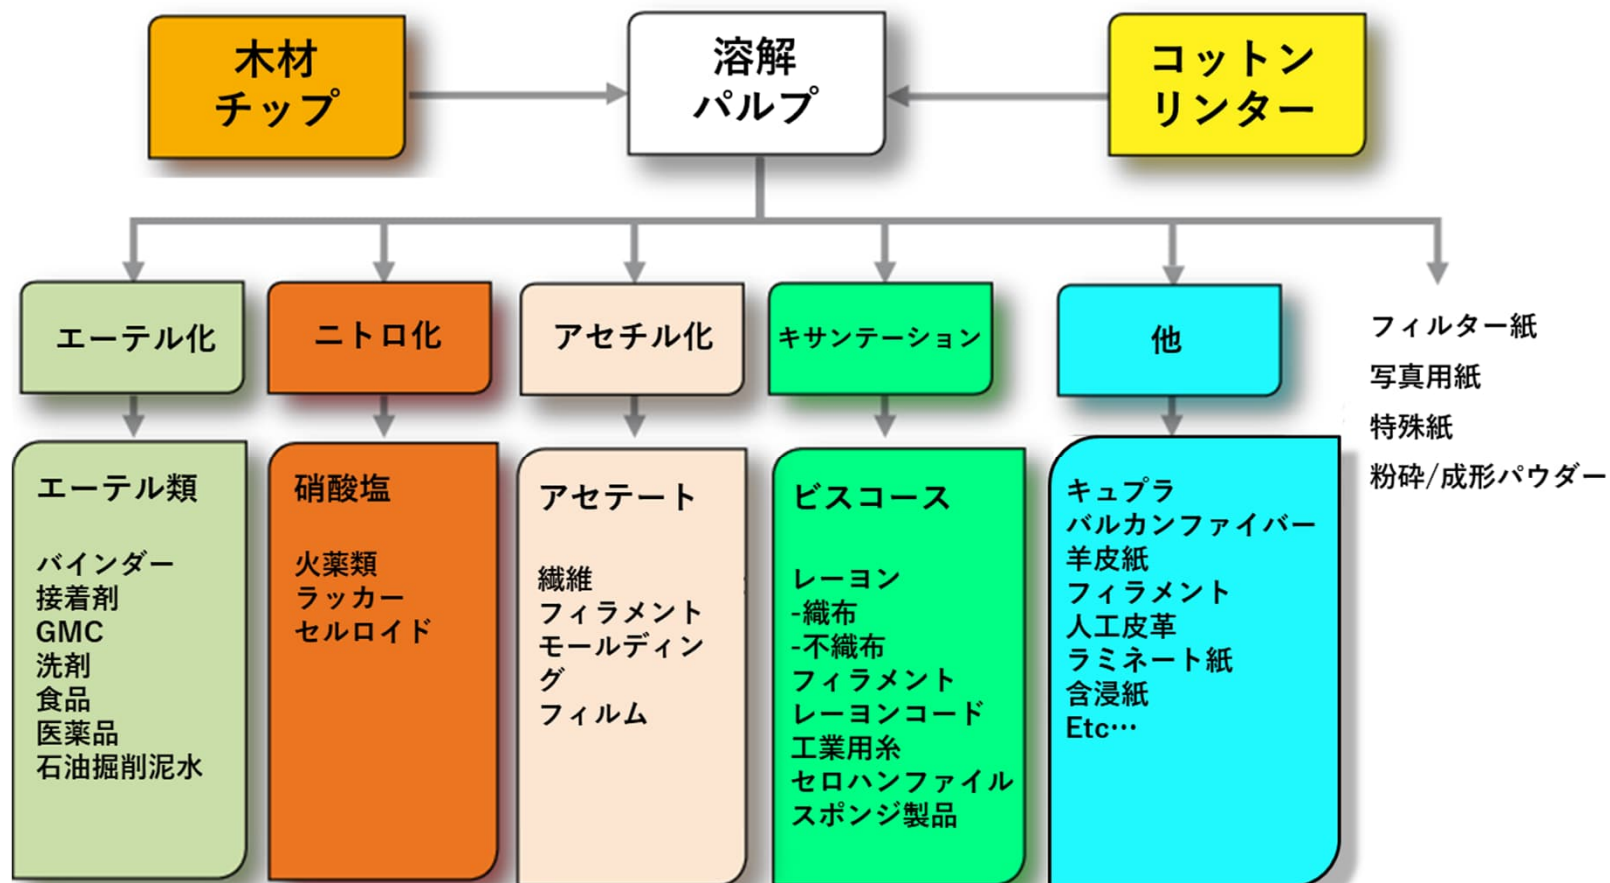 木材
チップ
溶解
パルプ
コットン
リンター
エーテル化
ニトロ化
アセチル化
キサンテーション
他
フィルター紙
写真用紙
特殊紙
粉砕/成形パウダー
エーテル類
バインダー
接着剤
GMC
洗剤
食品
医薬品
石油掘削泥水
硝酸塩
火薬類
ラッカー
セルロイド
アセテート
繊維
フィラメント
モールディン
グ
フィルム
ビスコース
レーヨン
-織布
-不織布
フィラメント
レーヨンコード
工業用糸
セロハンファイル
スポンジ製品
キュプラ
バルカンファイバー
羊皮紙
フィラメント
人工皮革
ラミネート紙
含浸紙
Etc…